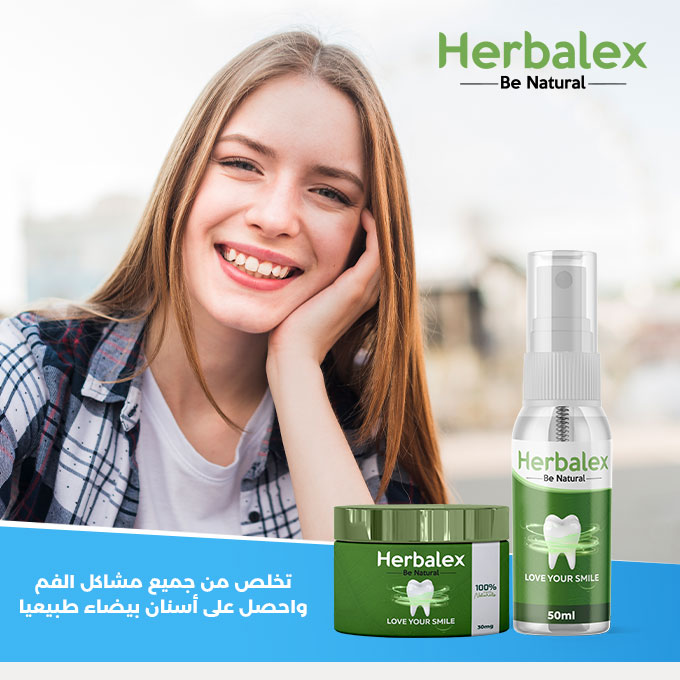 Herbalex
Be Natural
Herbalex
Be Natural
LOVE YOUR SMILE
50ml
Herbalex
Be Natural
100%
LOVE YOUR SMILE
30mg
تخلص من جميع مشاكل الفم
واحصل على أسنان بيضاء طبيعيا